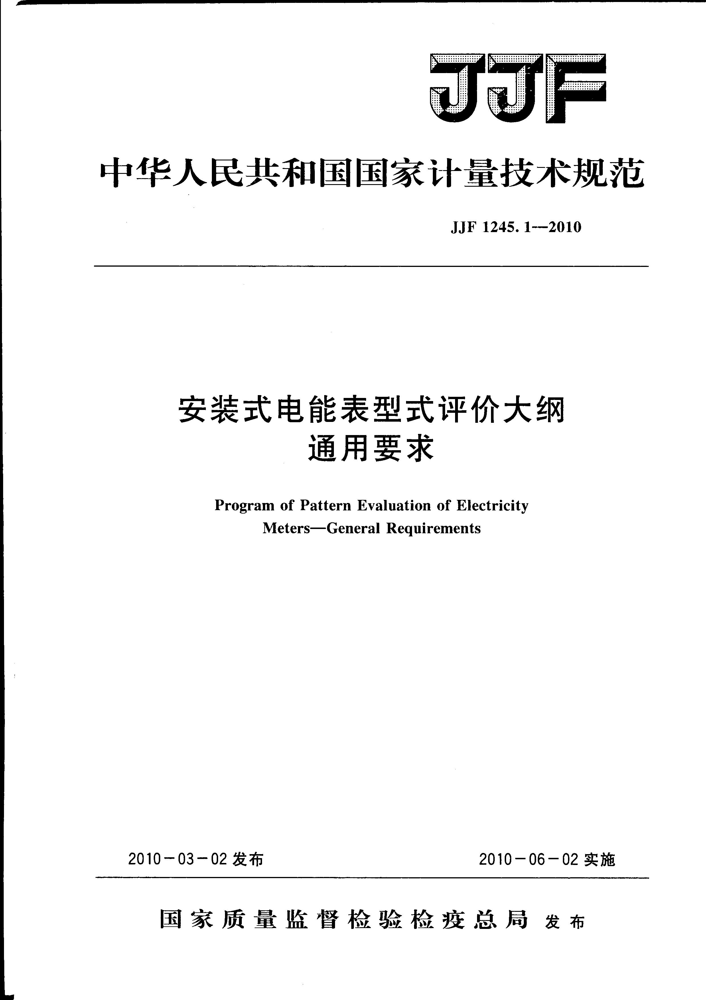 JJF
中华人民共和国国家计量技术规范
JJF 1245. 1—2010
安装式电能表型式评价大纲
通用要求
Program of Pattern Evaluation of Electricity
Meters—General Requirements
2010－03－02 发布
2010－06－02 实施
国家质量监督检验检疫总局 发布